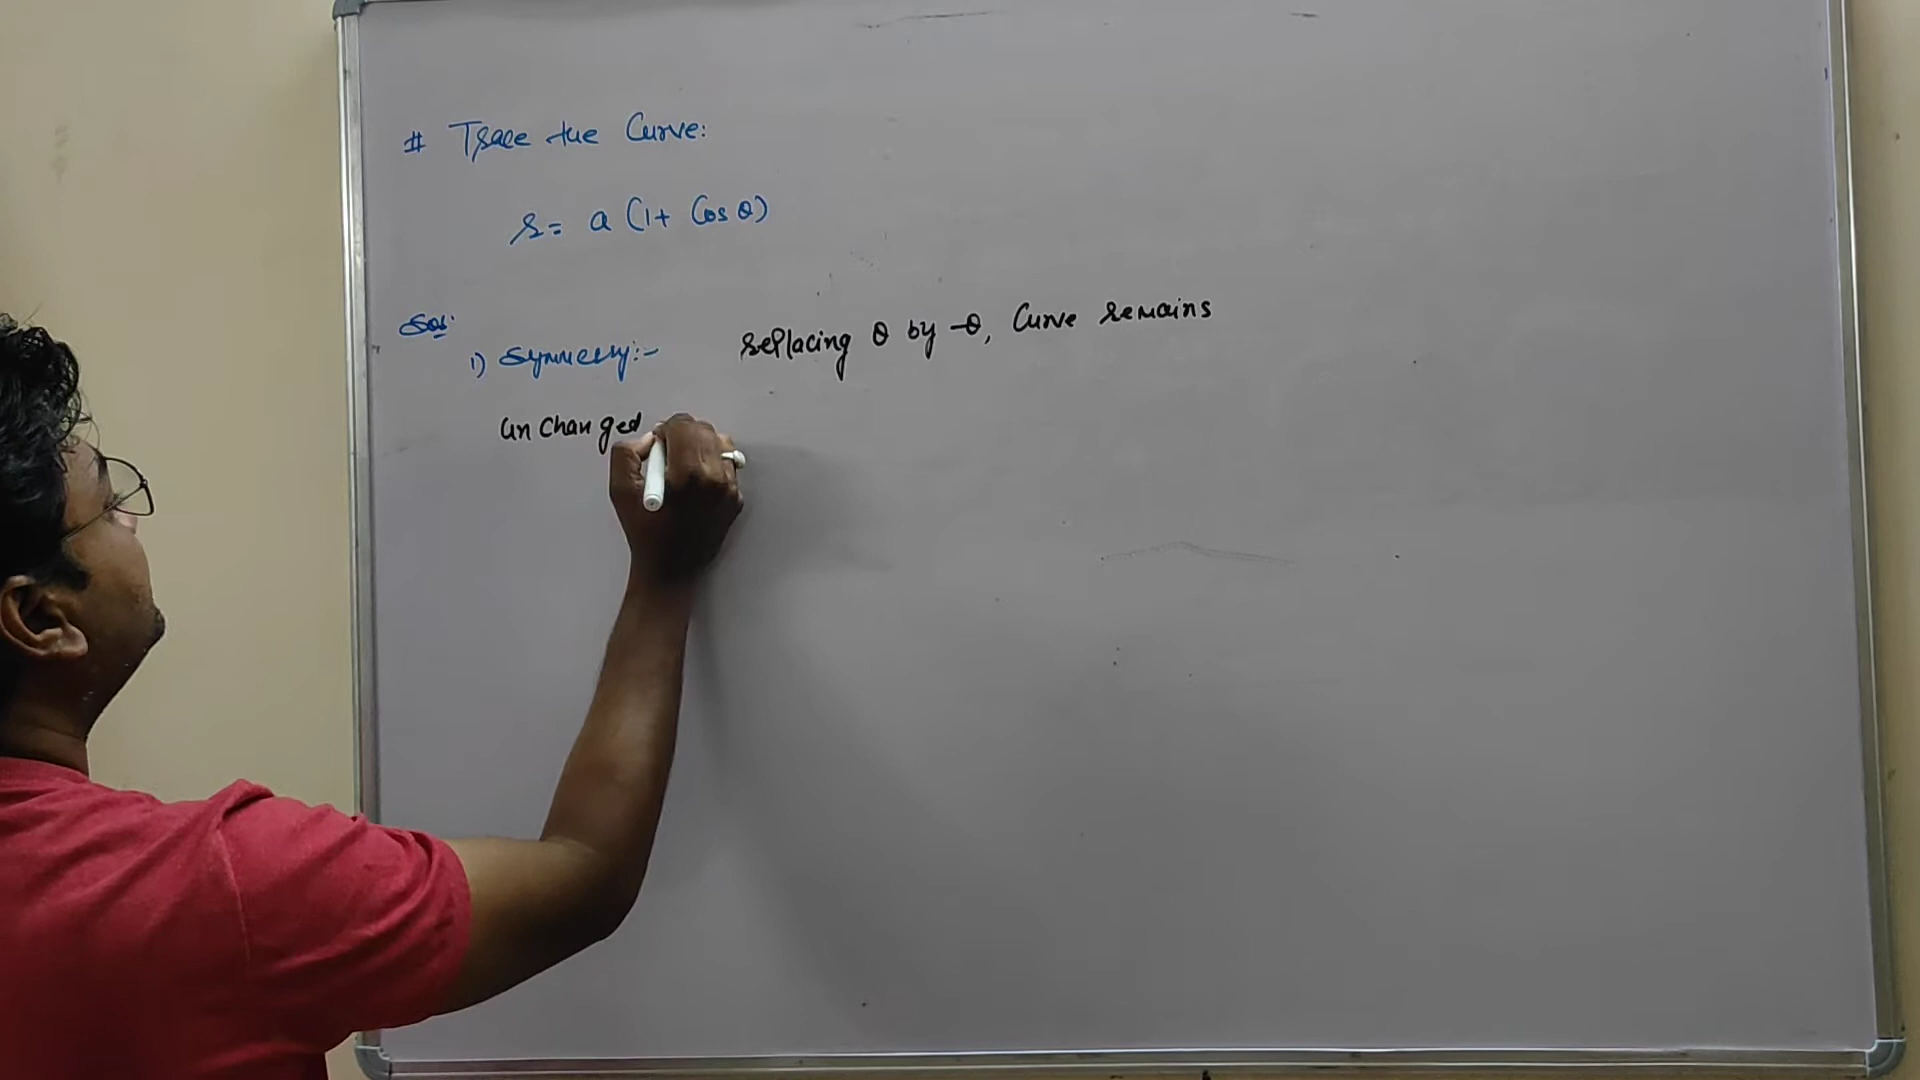 # Trace the Curve:
r = a (1 + Cos θ)
Sol:
1) Symmetry:- replacing θ by -θ, Curve remains
unchanged